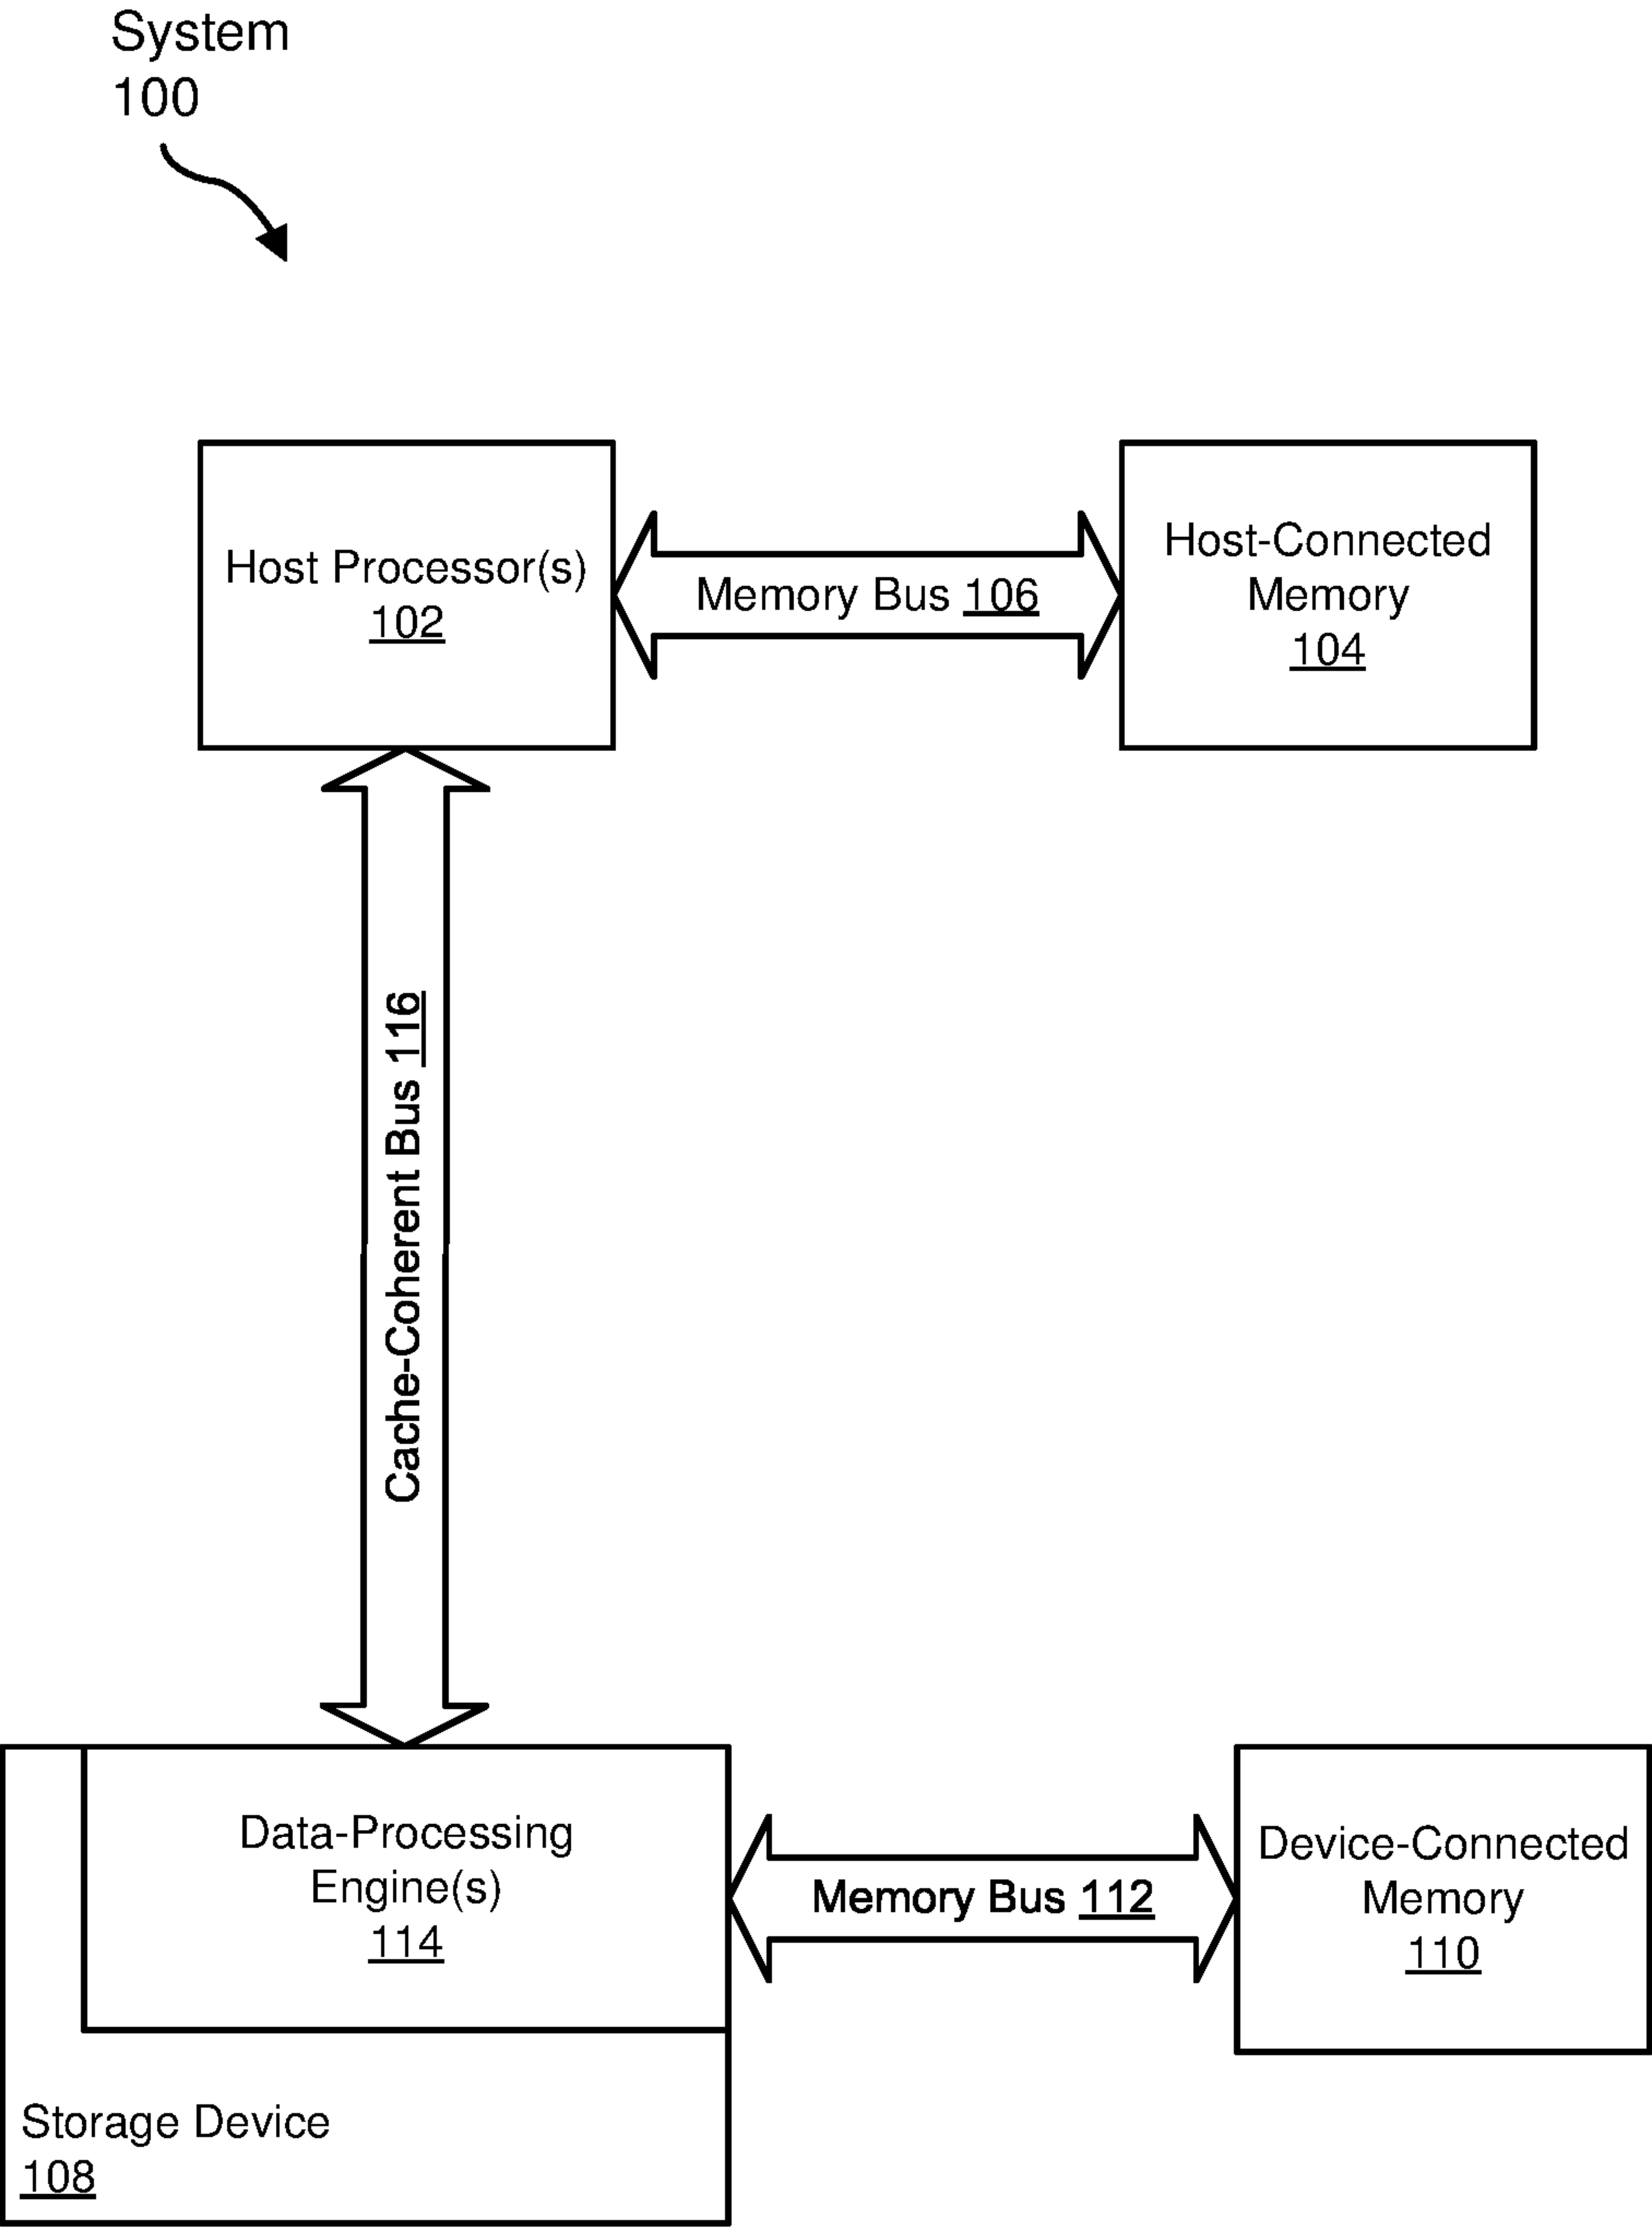 System
100
Host Processor(s)
102
Memory Bus 106
Host-Connected
Memory
104
Cache-Coherent Bus 116
Data-Processing
Engine(s)
114
Memory Bus 112
Device-Connected
Memory
110
Storage Device
108